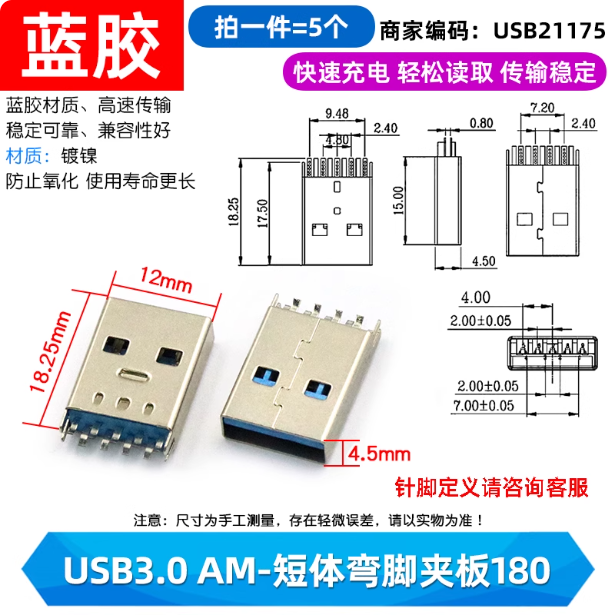 蓝胶
拍一件=5个
商家编码：USB21175
快速充电 轻松读取 传输稳定
蓝胶材质、高速传输
稳定可靠、兼容性好
材质：镀镍
防止氧化 使用寿命更长
9.48
2.40
4.80
18.25
17.50
0.80
15.00
4.50
7.20
2.40
12mm
18.25mm
4.5mm
4.00
2.00±0.05
2.00±0.05
7.00±0.05
针脚定义请咨询客服
注意：尺寸为手工测量，存在轻微误差，请以实物为准！
USB3.0 AM-短体弯脚夹板180